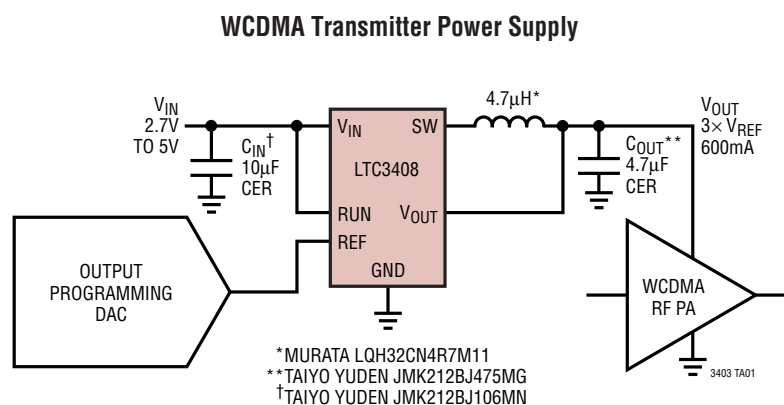 WCDMA Transmitter Power Supply
VIN
2.7V
TO 5V
CIN†
10µF
CER
VIN
SW
LTC3408
RUN
VOUT
REF
GND
4.7µH*
COUT**
4.7µF
CER
VOUT
3× VREF
600mA
OUTPUT
PROGRAMMING
DAC
WCDMA
RF PA
*MURATA LQH32CN4R7M11
**TAIYO YUDEN JMK212BJ475MG
†TAIYO YUDEN JMK212BJ106MN
3403 TA01